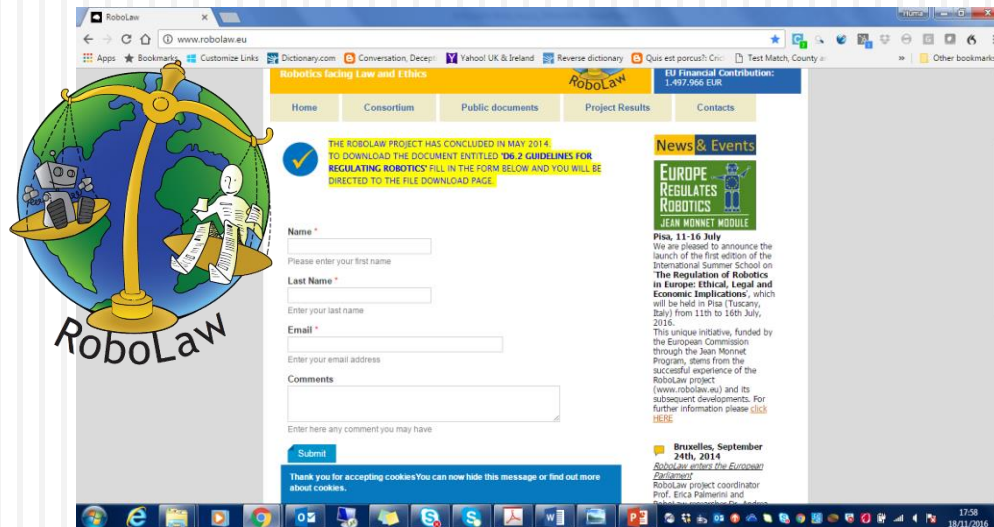 RoboLaw
Huma
www.robolaw.eu
Apps
Bookmarks
Customize Links
Dictionary.com
Conversation, Decept
Yahoo! UK & Ireland
Reverse dictionary
Quis est porcus?: Cric
Test Match, County a
Other bookmarks
Robotics facing Law and Ethics
RoboLaw
EU Financial Contribution:
1.497.966 EUR
Home
Consortium
Public documents
Project Results
Contacts
THE ROBOLAW PROJECT HAS CONCLUDED IN MAY 2014.
TO DOWNLOAD THE DOCUMENT ENTITLED 'D6.2 GUIDELINES FOR
REGULATING ROBOTICS' FILL IN THE FORM BELOW AND YOU WILL BE
DIRECTED TO THE FILE DOWNLOAD PAGE.
Name *
Please enter your first name
Last Name *
Enter your last name
Email *
Enter your email address
Comments
Enter here any comment you may have
Submit
Thank you for accepting cookiesYou can now hide this message or find out more
about cookies.
News & Events
EUROPE
REGULATES
ROBOTICS
JEAN MONNET MODULE
Pisa, 11-16 July
We are pleased to announce the
launch of the first edition of the
International Summer School on
'The Regulation of Robotics
in Europe: Ethical, Legal and
Economic Implications', which
will be held in Pisa (Tuscany,
Italy) from 11th to 16th July,
2016.
This unique initiative, funded by
the European Commission
through the Jean Monnet
Program, stems from the
successful experience of the
RoboLaw project
(www.robolaw.eu) and its
subsequent developments. For
further information please click
HERE
Bruxelles, September
24th, 2014
RoboLaw enters the European
Parliament
RoboLaw project coordinator
Prof. Erica Palmerini and
RoboLaw
17:58
18/11/2016